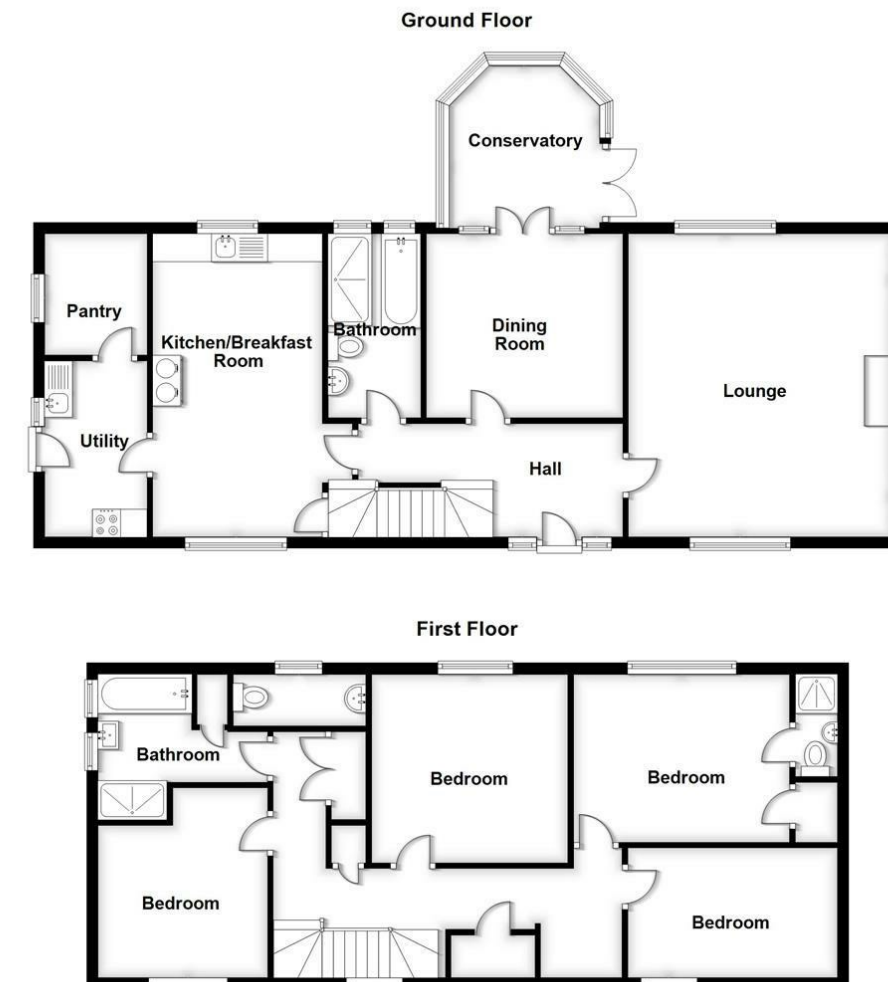 Ground Floor
Conservatory
Pantry
Kitchen/Breakfast
Room
Bathroom
Dining
Room
Lounge
Utility
Hall
First Floor
Bathroom
Bedroom
Bedroom
Bedroom
Bedroom